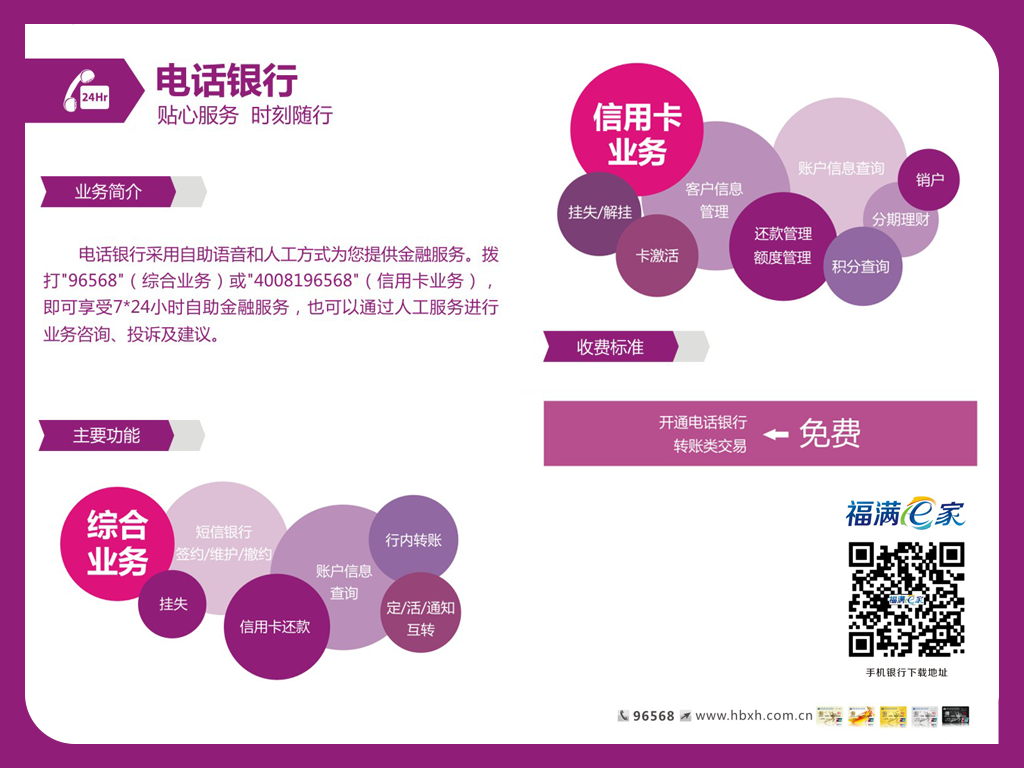 24Hr
电话银行
贴心服务 时刻随行
业务简介
电话银行采用自助语音和人工方式为您提供金融服务。拨
打"96568"（综合业务）或"4008196568"（信用卡业务），
即可享受7*24小时自助金融服务，也可以通过人工服务进行
业务咨询、投诉及建议。
主要功能
综合
业务
短信银行
签约/维护/撤约
挂失
信用卡还款
账户信息
查询
行内转账
定/活/通知
互转
信用卡
业务
挂失/解挂
卡激活
客户信息
管理
账户信息查询
还款管理
额度管理
销户
分期理财
积分查询
收费标准
开通电话银行
转账类交易
免费
福满e家
福满e家
手机银行下载地址
96568 www.hbxh.com.cn